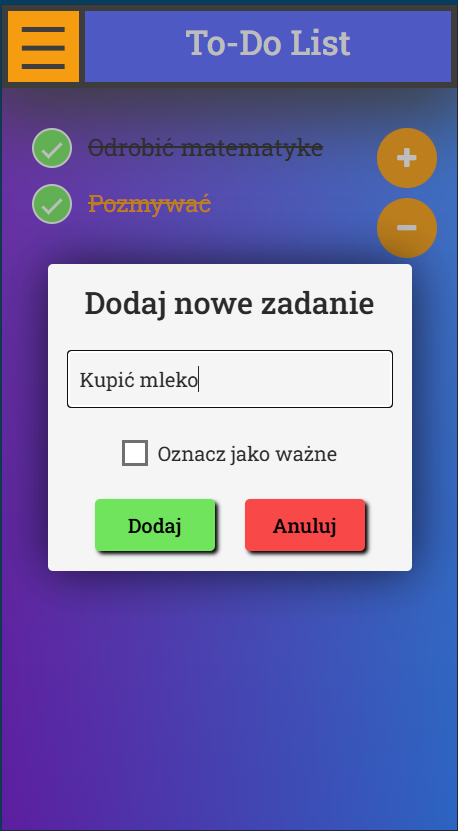 To-Do List
Odrobić matematyke
Pozmywać
Dodaj nowe zadanie
Kupić mleko
Oznacz jako ważne
Dodaj
Anuluj